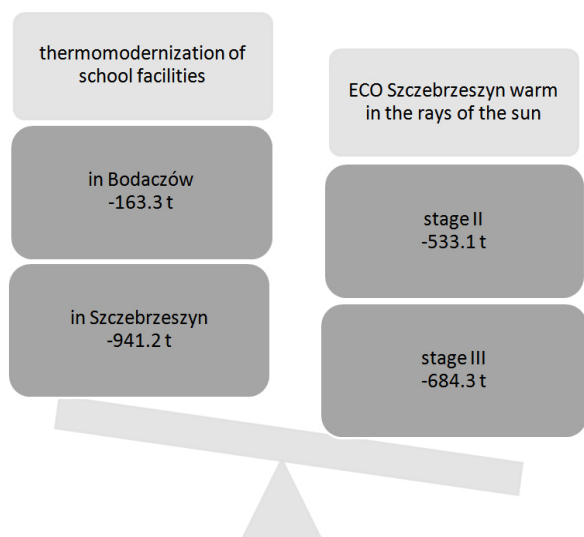 thermomodernization of
school facilities
in Bodaczów
-163.3 t
in Szczebrzeszyn
-941.2 t
ECO Szczebrzeszyn warm
in the rays of the sun
stage II
-533.1 t
stage III
-684.3 t